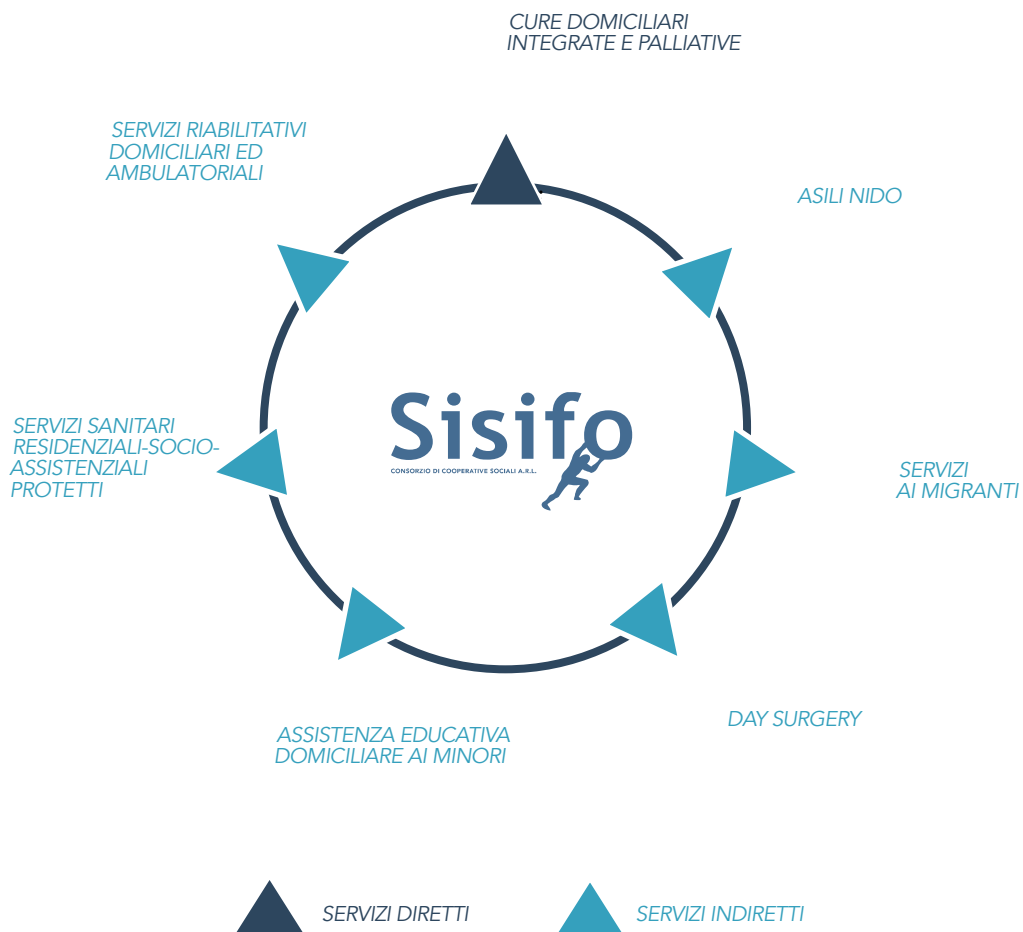 CURE DOMICILIARI
INTEGRATE E PALLIATIVE
SERVIZI RIABILITATIVI
DOMICILIARI ED
AMBULATORIALI
ASILI NIDO
Sisifo
CONSORZIO DI COOPERATIVE SOCIALI A.R.L.
SERVIZI SANITARI
RESIDENZIALI-SOCIO-
ASSISTENZIALI
PROTETTI
SERVIZI
AI MIGRANTI
DAY SURGERY
ASSISTENZA EDUCATIVA
DOMICILIARE AI MINORI
SERVIZI DIRETTI
SERVIZI INDIRETTI